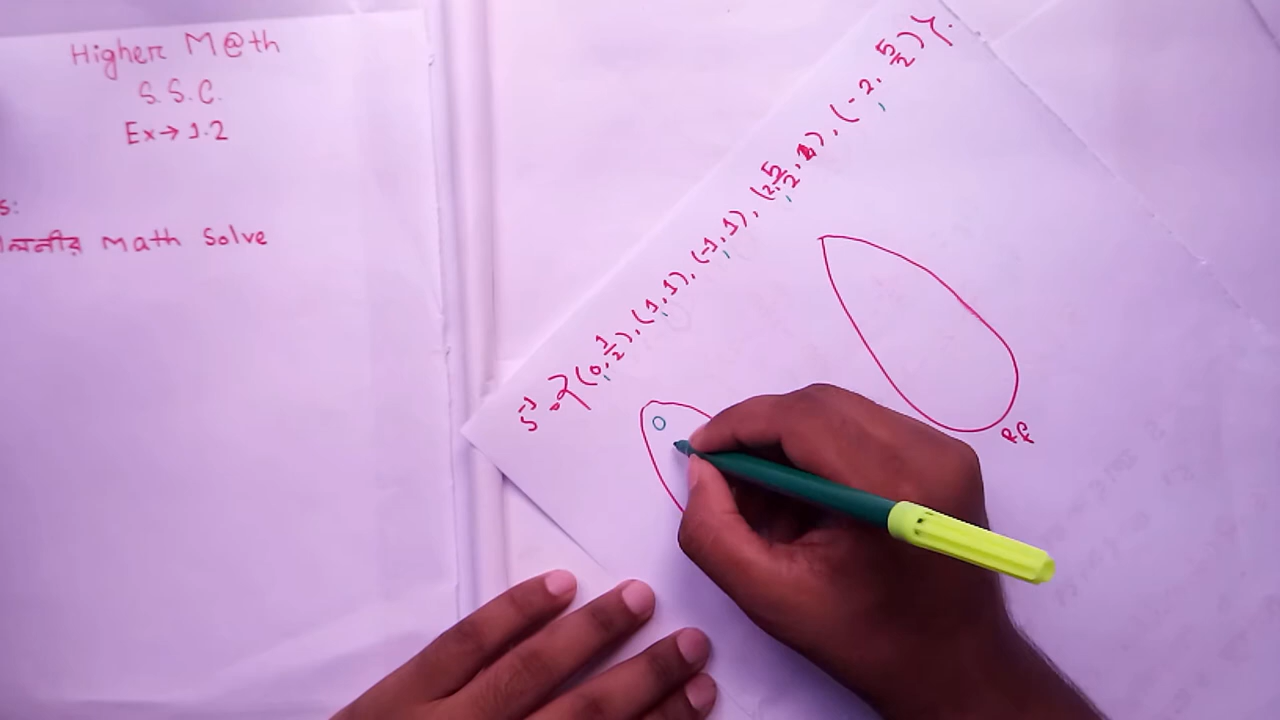 Higher M@th
S.S.C.
Ex→1.2
s:
Math Solve
S⁻¹ = {(0, 1/2), (1, 1), (-1, 1), (2, 5/2), (-2, 5/2)}.
0